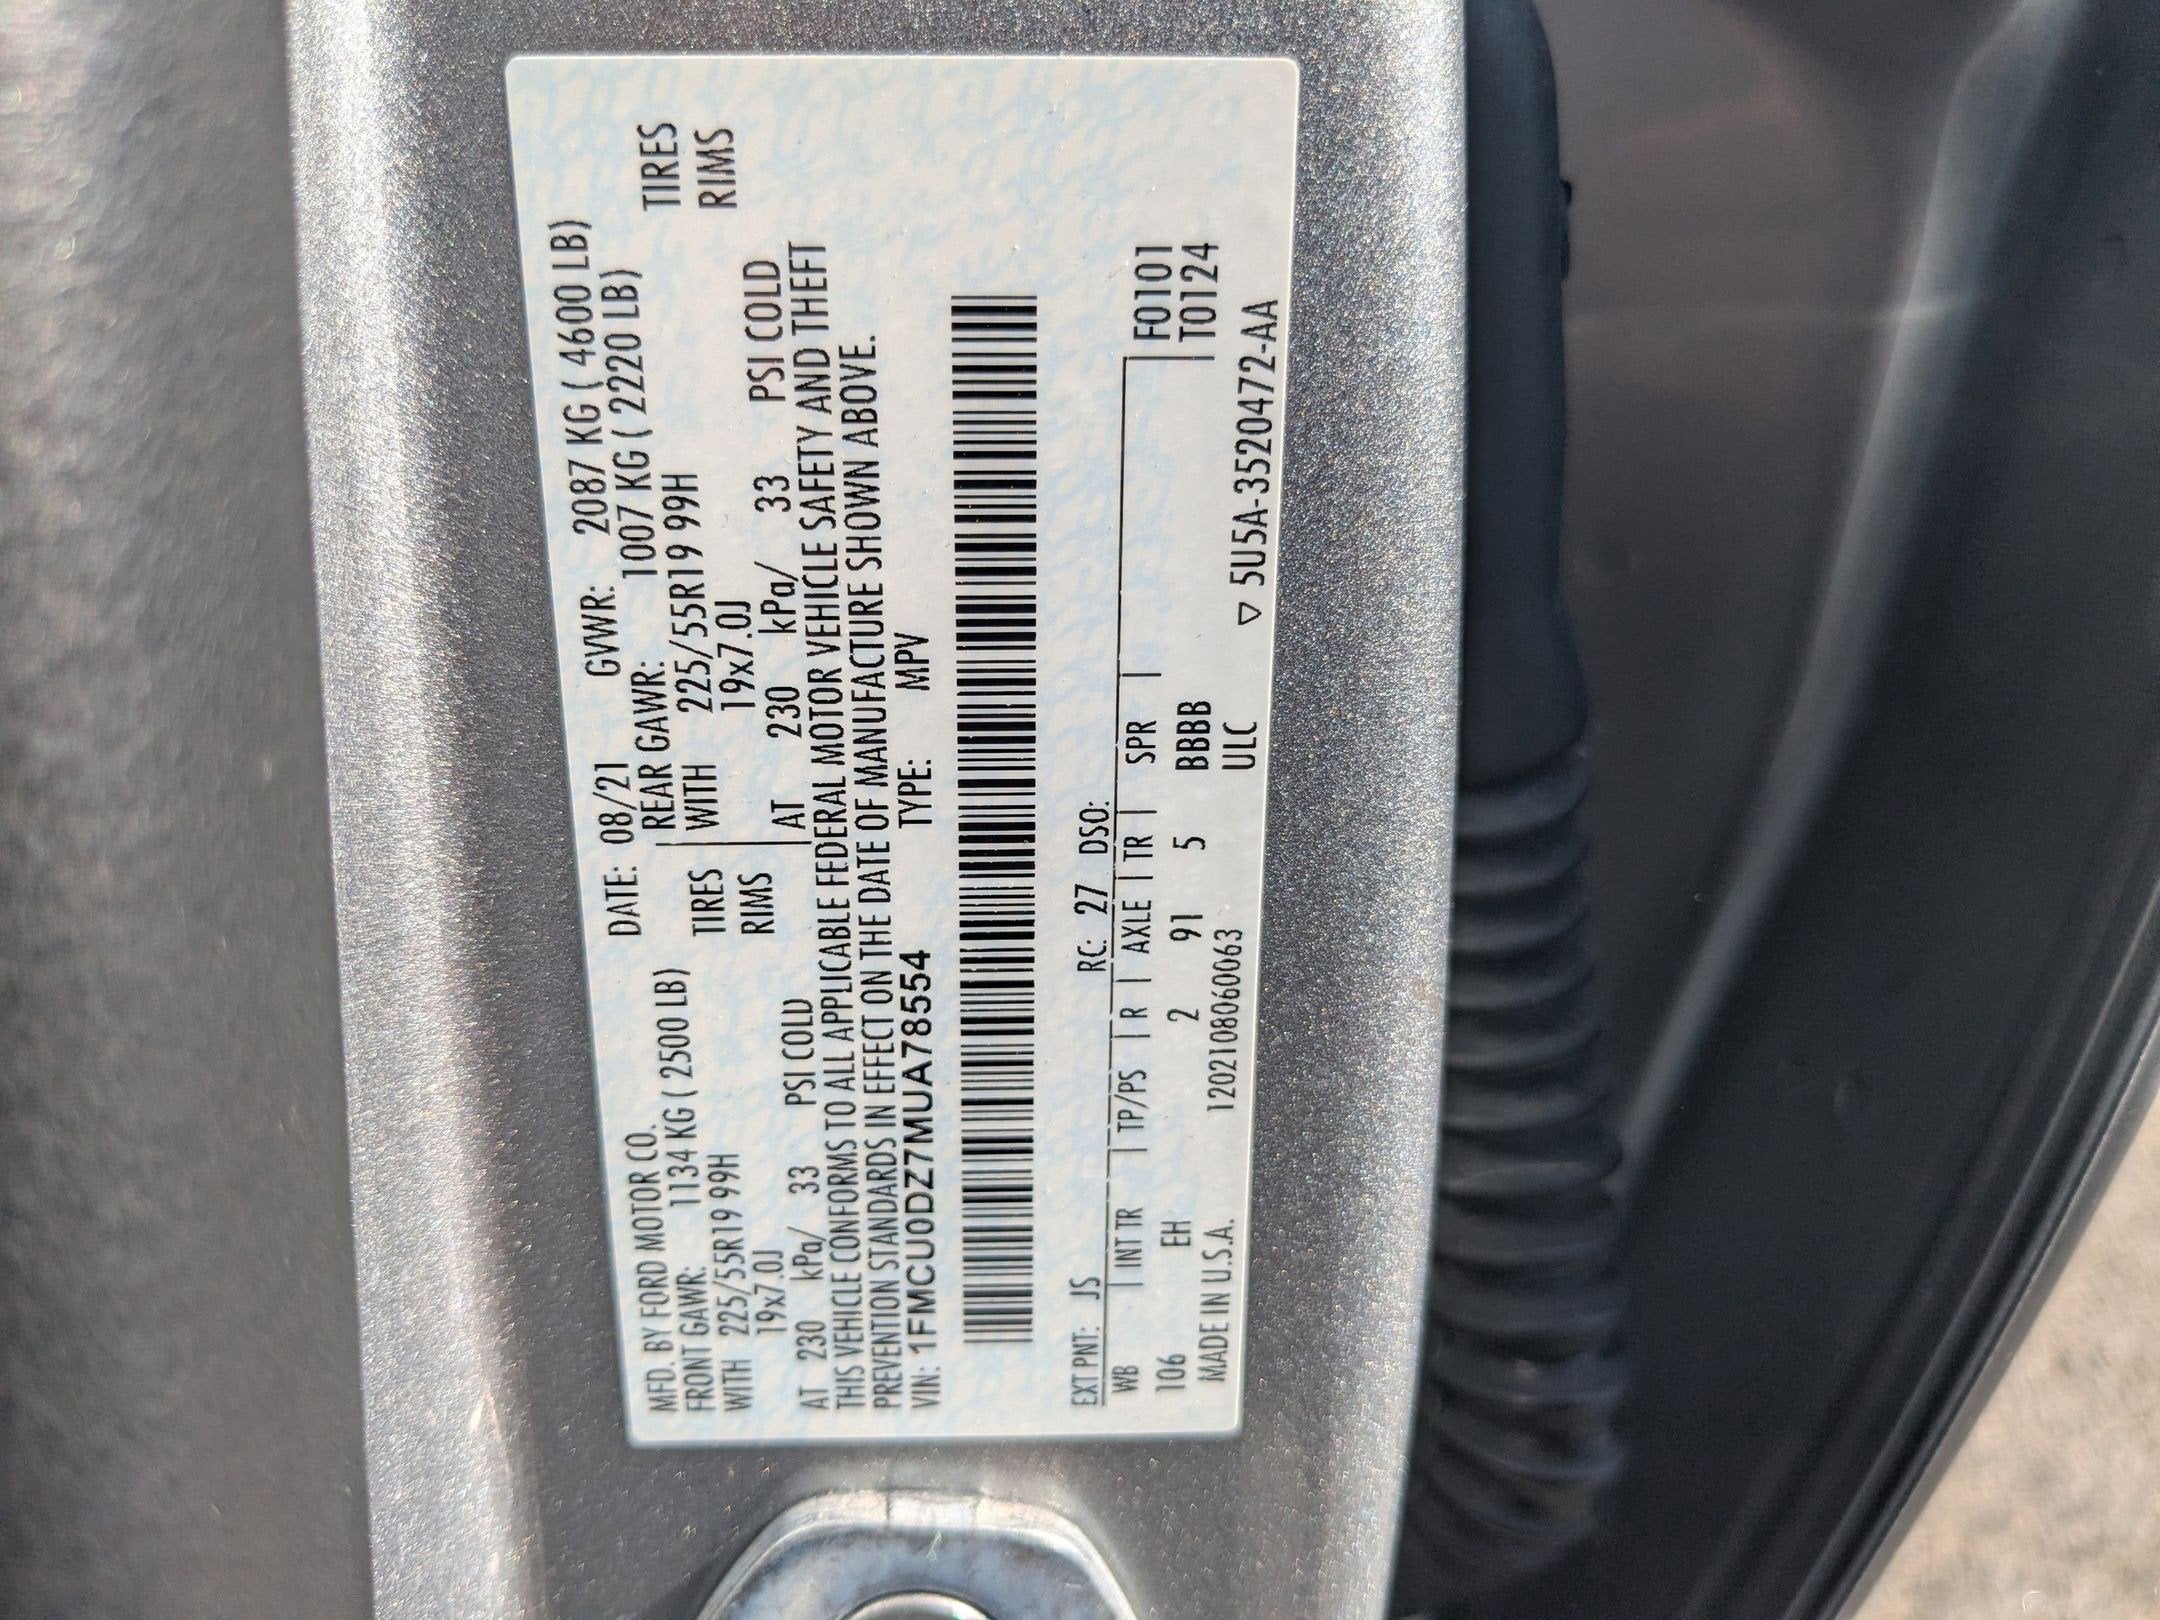 MFD. BY FORD MOTOR CO. DATE: 08/21 GVWR: 2087 KG ( 4600 LB)
FRONT GAWR: 1134 KG ( 2500 LB) REAR GAWR: 1007 KG ( 2220 LB)
WITH 225/55R19 99H TIRES WITH 225/55R19 99H TIRES
19x7.0J RIMS 19x7.0J RIMS
AT 230 kPa/ 33 PSI COLD AT 230 kPa/ 33 PSI COLD
THIS VEHICLE CONFORMS TO ALL APPLICABLE FEDERAL MOTOR VEHICLE SAFETY AND THEFT
PREVENTION STANDARDS IN EFFECT ON THE DATE OF MANUFACTURE SHOWN ABOVE.
VIN: 1FMCU0DZ7MUA78554 TYPE: MPV
EXT PNT: JS RC: 27 DSO:
WB INT TR TP/PS R AXLE TR SPR F0101
106 EH 2 91 5 BBBB T0124
MADE IN U.S.A. 1202108060063 ULC
▽ 5U5A-3520472-AA